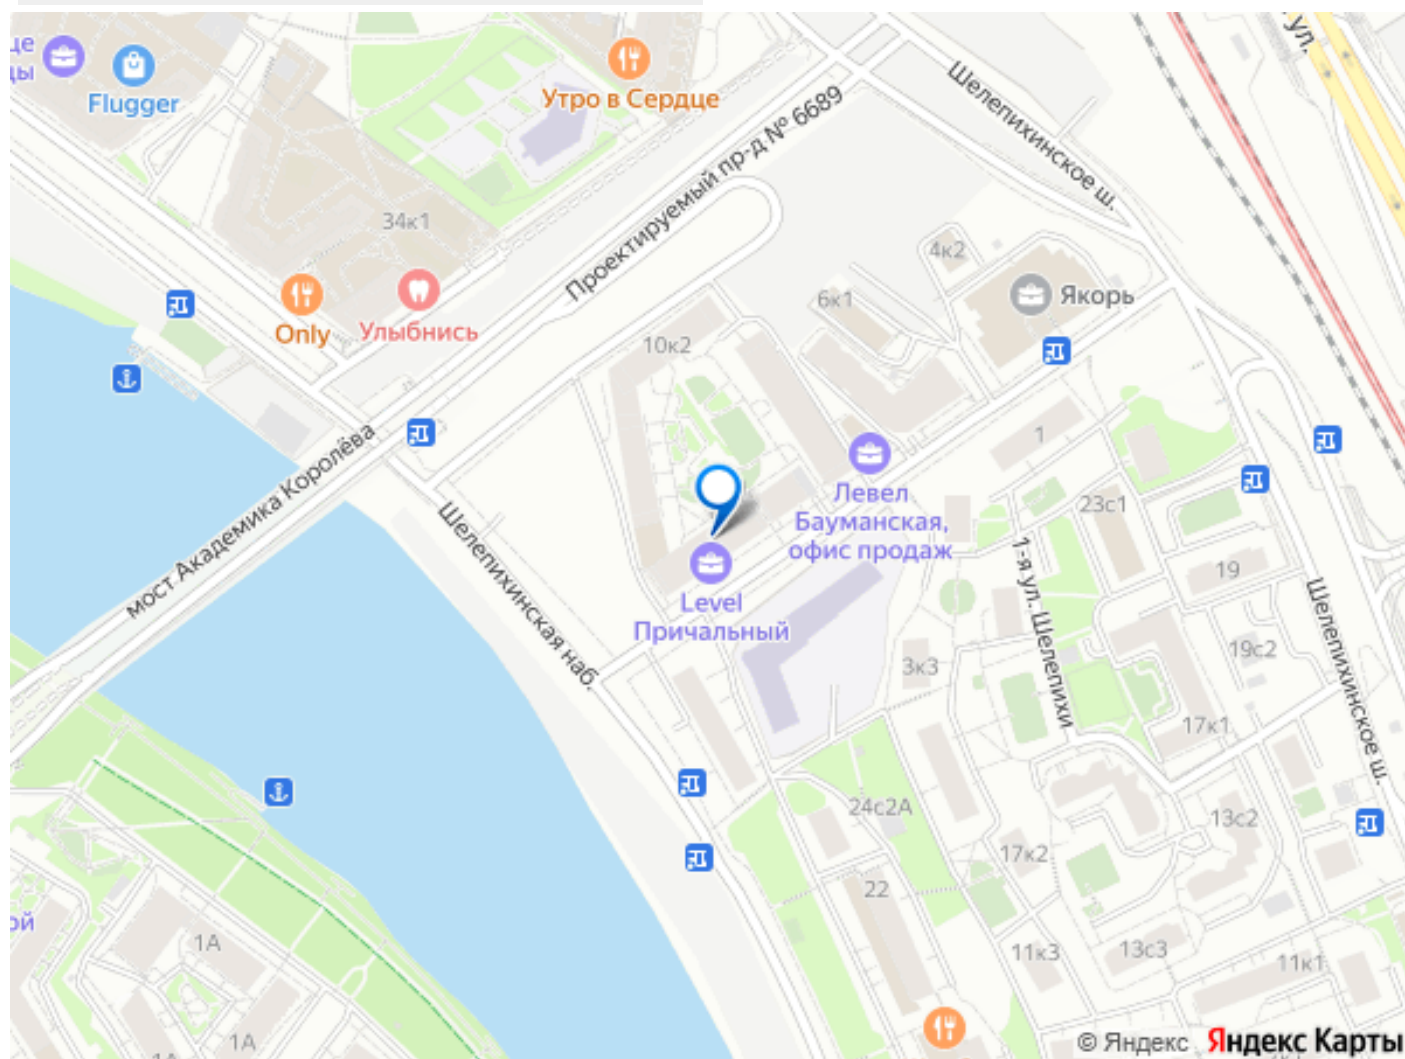 це
ды
Flugger
Утро в Сердце
Шелепихинское ш.
ул.
Проектируемый пр-д № 6689
34к1
4к2
Якорь
6к1
Only
Улыбнись
10к2
1
мост Академика Королёва
Левел
Бауманская,
офис продаж
23с1
Шелепихинская наб.
1-я ул. Шелепихи
19
Level
Причальный
Шелепихинское ш.
19с2
3к3
17к1
24с2А
13с2
17к2
22
ой
1А
11к3
13с3
11к1
1А
1А
© Яндекс Яндекс Карты